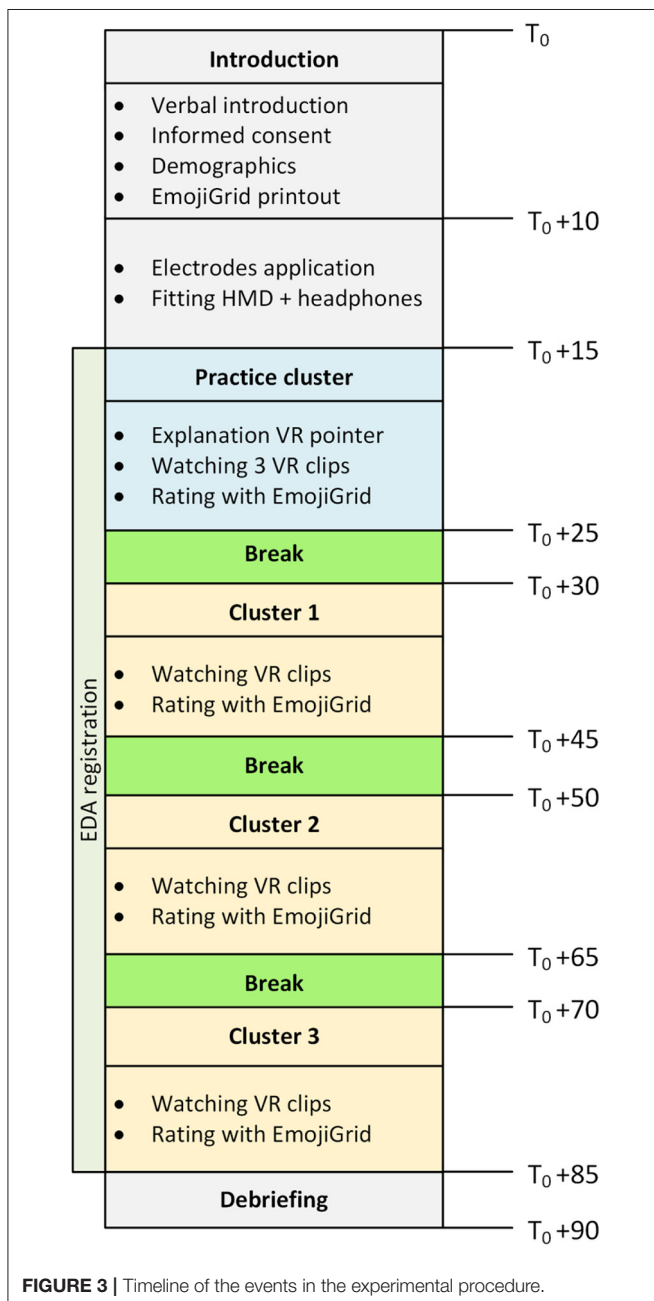 T₀
Introduction
• Verbal introduction
• Informed consent
• Demographics
• EmojiGrid printout
T₀ +10
• Electrodes application
• Fitting HMD + headphones
T₀ +15
Practice cluster
• Explanation VR pointer
• Watching 3 VR clips
• Rating with EmojiGrid
T₀ +25
Break
T₀ +30
Cluster 1
• Watching VR clips
• Rating with EmojiGrid
T₀ +45
Break
T₀ +50
Cluster 2
• Watching VR clips
• Rating with EmojiGrid
T₀ +65
Break
T₀ +70
Cluster 3
• Watching VR clips
• Rating with EmojiGrid
T₀ +85
Debriefing
T₀ +90
EDA registration
FIGURE 3 | Timeline of the events in the experimental procedure.